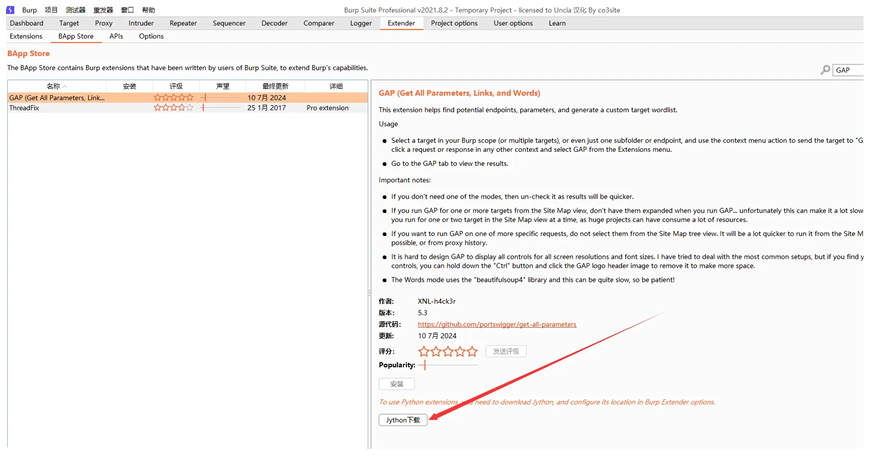 Burp 项目 测试器 重发器 窗口 帮助 Burp Suite Professional v2021.8.2 - Temporary Project - licensed to Uncia 汉化 By co3site
Dashboard Target Proxy Intruder Repeater Sequencer Decoder Comparer Logger Extender Project options User options Learn
Extensions BApp Store APIs Options
BApp Store
The BApp Store contains Burp extensions that have been written by users of Burp Suite, to extend Burp's capabilities.
GAP
名称 安装 评级 声望 最终更新 详细
GAP (Get All Parameters, Link... 10 7月 2024
ThreadFix 25 1月 2017 Pro extension
GAP (Get All Parameters, Links, and Words)
This extension helps find potential endpoints, parameters, and generate a custom target wordlist.
Usage
Select a target in your Burp scope (or multiple targets), or even just one subfolder or endpoint, and use the context menu action to send the target to "G
click a request or response in any other context and select GAP from the Extensions menu.
Go to the GAP tab to view the results.
Important notes:
If you don't need one of the modes, then un-check it as results will be quicker.
If you run GAP for one or more targets from the Site Map view, don't have them expanded when you run GAP... unfortunately this can make it a lot slow
you run for one or two target in the Site Map view at a time, as huge projects can have consume a lot of resources.
If you want to run GAP on one of more specific requests, do not select them from the Site Map tree view. It will be a lot quicker to run it from the Site M
possible, or from proxy history.
It is hard to design GAP to display all controls for all screen resolutions and font sizes. I have tried to deal with the most common setups, but if you find y
controls, you can hold down the "Ctrl" button and click the GAP logo header image to remove it to make more space.
The Words mode uses the "beautifulsoup4" library and this can be quite slow, so be patient!
作者: XNL-h4ck3r
版本: 5.3
源代码: https://github.com/portswigger/get-all-parameters
更新: 10 7月 2024
评分: 发送评级
Popularity:
安装
To use Python extensions, you need to download Jython, and configure its location in Burp Extender options.
Jython下载